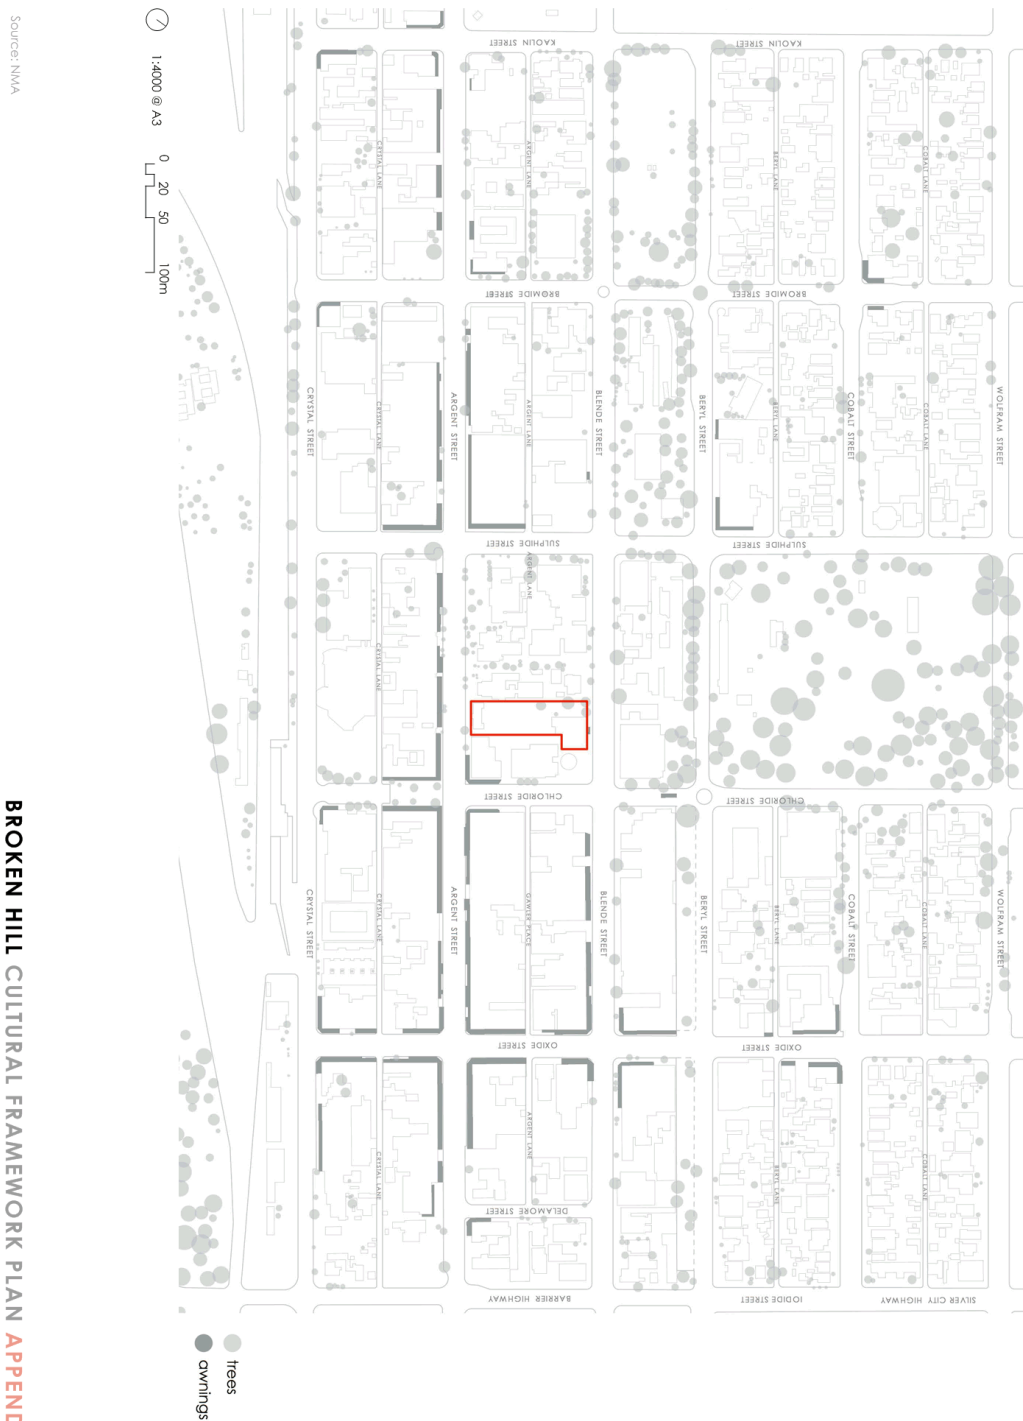 Source: NMA
1:4000 @ A3
0 20 50 100m
KAOLIN STREET
KAOLIN STREET
CRYSTAL LANE
ARGENT LANE
BERYL LANE
COBALT LANE
BROMIDE STREET
BROMIDE STREET
CRYSTAL STREET
CRYSTAL LANE
ARGENT STREET
ARGENT LANE
BLENDE STREET
BERYL STREET
BERYL LANE
COBALT STREET
COBALT LANE
WOLFRAM STREET
SULPHIDE STREET
SULPHIDE STREET
ARGENT LANE
CRYSTAL LANE
CHLORIDE STREET
CHLORIDE STREET
CRYSTAL STREET
CRYSTAL LANE
ARGENT STREET
GAWLER PLACE
BLENDE STREET
BERYL STREET
BERYL LANE
COBALT STREET
COBALT LANE
WOLFRAM STREET
OXIDE STREET
OXIDE STREET
CRYSTAL LANE
ARGENT LANE
BERYL LANE
COBALT LANE
DELAMORE STREET
BARRIER HIGHWAY
IODIDE STREET
SILVER CITY HIGHWAY
trees
awnings
BROKEN HILL CULTURAL FRAMEWORK PLAN